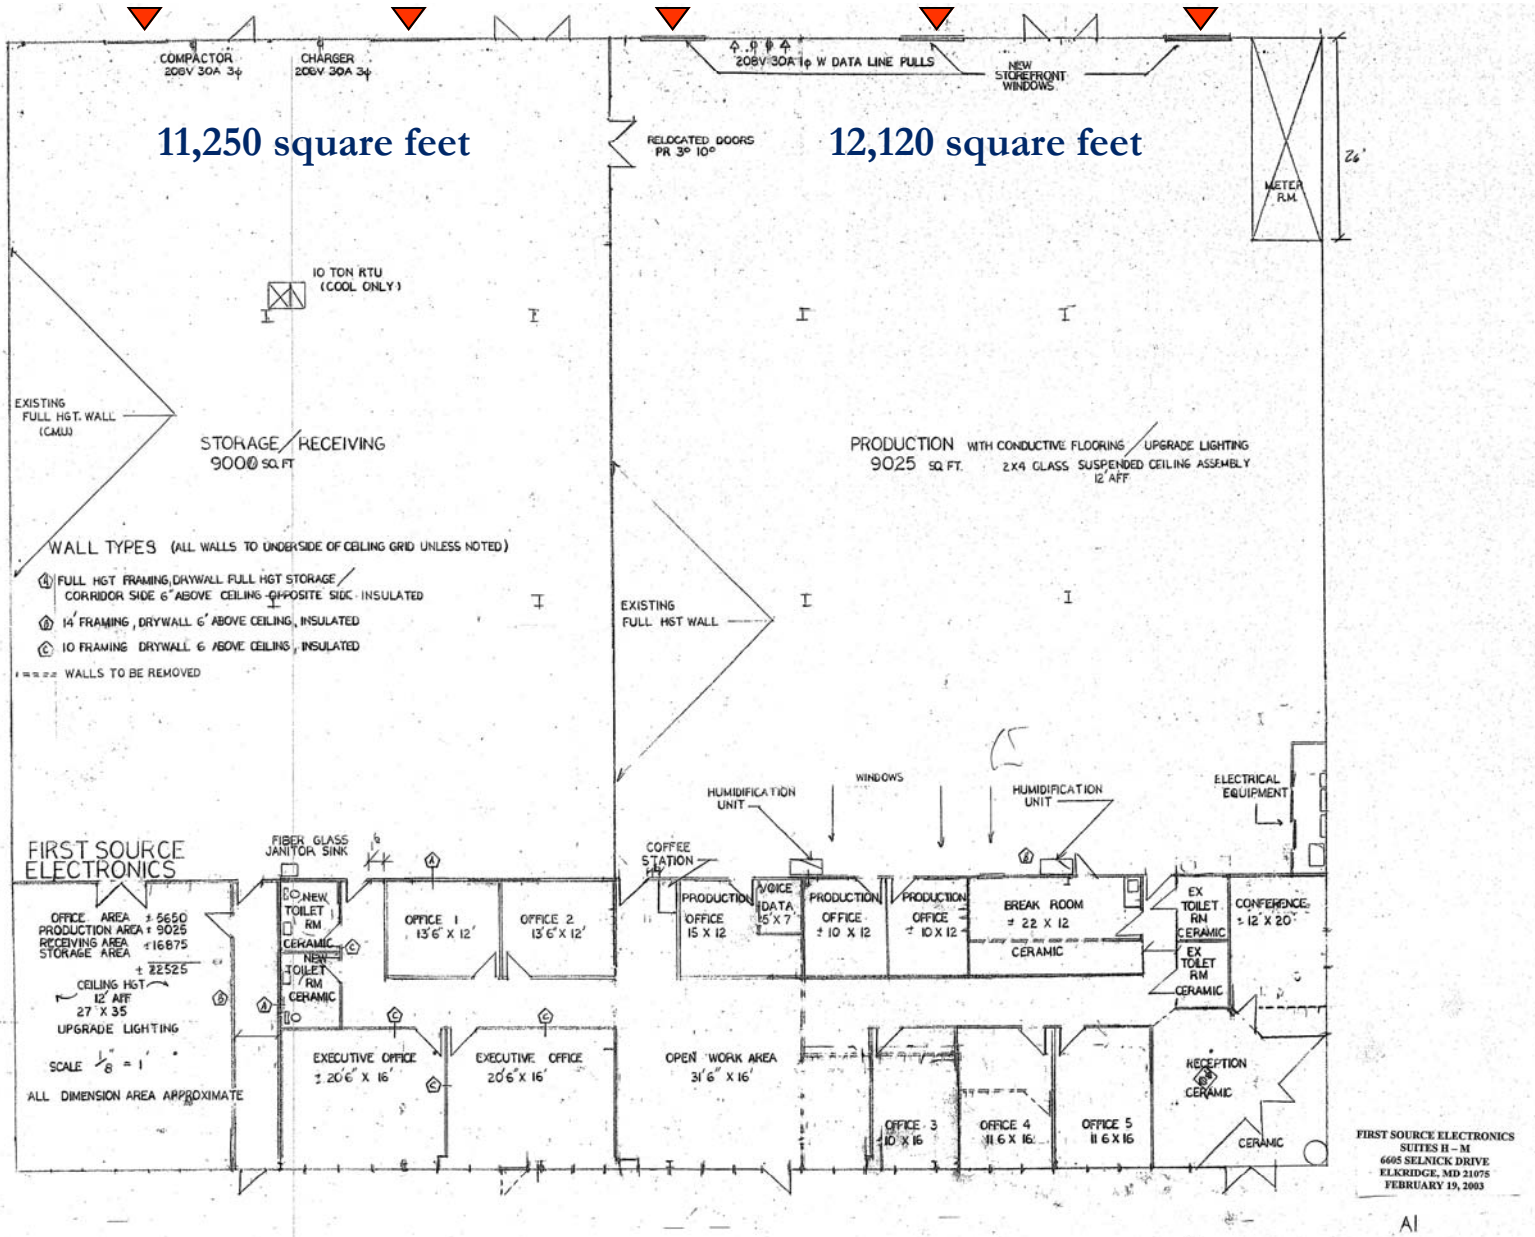 COMPACTOR
208V 30A 3φ
CHARGER
208V 30A 3φ
208V 30A 1φ W DATA LINE PULLS
NEW
STOREFRONT
WINDOWS
11,250 square feet
12,120 square feet
RELOCATED DOORS
PR 3⁰ 10⁰
METER
R.M.
26'
10 TON RTU
(COOL ONLY)
EXISTING
FULL HGT. WALL
(CMU)
STORAGE/RECEIVING
9000 SQ. FT
PRODUCTION WITH CONDUCTIVE FLOORING / UPGRADE LIGHTING
9025 SQ FT. 2X4 GLASS SUSPENDED CEILING ASSEMBLY
12' AFF
WALL TYPES (ALL WALLS TO UNDERSIDE OF CEILING GRID UNLESS NOTED)
A FULL HGT FRAMING, DRYWALL FULL HGT STORAGE/
CORRIDOR SIDE 6" ABOVE CEILING OPPOSITE SIDE INSULATED
B 14' FRAMING, DRYWALL 6' ABOVE CEILING, INSULATED
C 10 FRAMING DRYWALL 6 ABOVE CEILING, INSULATED
WALLS TO BE REMOVED
EXISTING
FULL HGT WALL
HUMIDIFICATION
UNIT
WINDOWS
HUMIDIFICATION
UNIT
ELECTRICAL
EQUIPMENT
FIRST SOURCE
ELECTRONICS
FIBER GLASS
JANITOR SINK
A
COFFEE
STATION
B
OFFICE AREA ± 5650
PRODUCTION AREA ± 9025
RECEIVING AREA
STORAGE AREA ±16875
± 22525
CEILING HGT
12' AFF
27 X 35
UPGRADE LIGHTING
SCALE 1/8" = 1'
ALL DIMENSION AREA APPROXIMATE
B
A
NEW
TOILET
RM
CERAMIC
C
NEW
TOILET
RM
CERAMIC
OFFICE 1
13'6" X 12'
OFFICE 2
13'6" X 12'
PRODUCTION
OFFICE
15 X 12
VOICE
DATA
5' X 7'
PRODUCTION
OFFICE
± 10 X 12
PRODUCTION
OFFICE
± 10 X 12
BREAK ROOM
± 22 X 12
CERAMIC
EX
TOILET
RM
CERAMIC
EX
TOILET
RM
CERAMIC
CONFERENCE
± 12' X 20'
C
C
EXECUTIVE OFFICE
± 20'6" X 16'
C
EXECUTIVE OFFICE
20'6" X 16'
OPEN WORK AREA
31'6" X 16'
OFFICE 3
10 X 16
OFFICE 4
11 6 X 16
OFFICE 5
11 6 X 16
RECEPTION
CERAMIC
CERAMIC
FIRST SOURCE ELECTRONICS
SUITES H – M
6605 SELNICK DRIVE
ELKRIDGE, MD 21075
FEBRUARY 19, 2003
A1